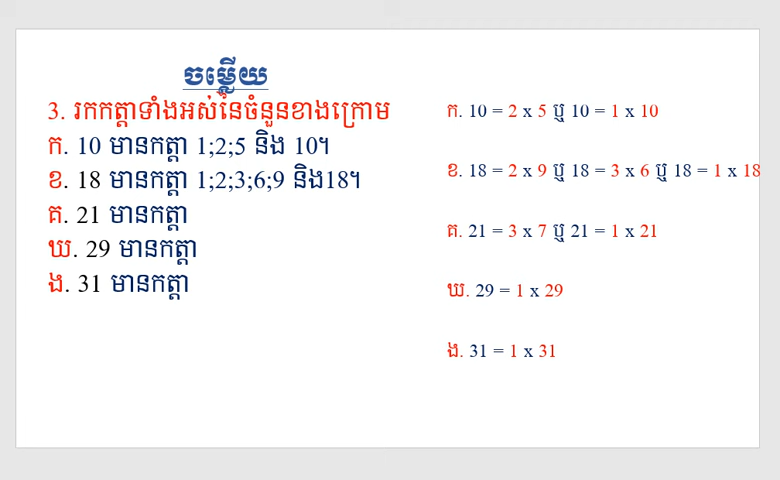 ចម្លើយ
3. រកកត្តាទាំងអស់នៃចំនួនខាងក្រោម
ក. 10 មានកត្តា 1;2;5 និង 10។
ខ. 18 មានកត្តា 1;2;3;6;9 និង18។
គ. 21 មានកត្តា
ឃ. 29 មានកត្តា
ង. 31 មានកត្តា
ក. 10 = 2 x 5 ឬ 10 = 1 x 10
ខ. 18 = 2 x 9 ឬ 18 = 3 x 6 ឬ 18 = 1 x 18
គ. 21 = 3 x 7 ឬ 21 = 1 x 21
ឃ. 29 = 1 x 29
ង. 31 = 1 x 31